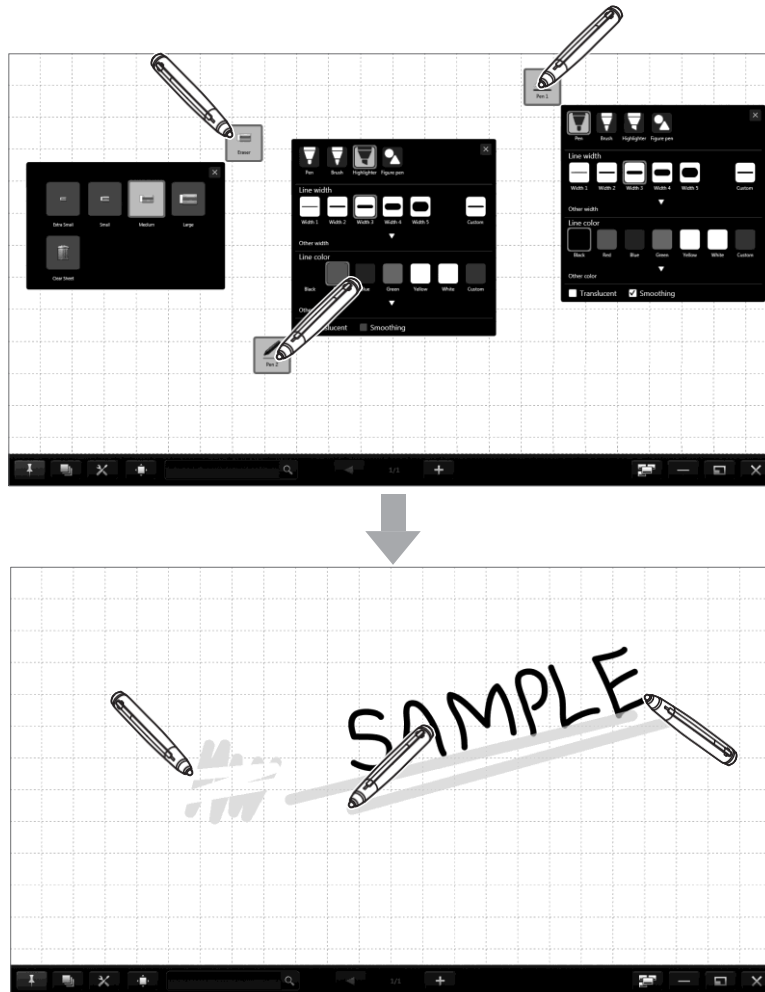 Pen 1
Eraser
Pen Brush Highlighter Figure pen
Line width
Width 1 Width 2 Width 3 Width 4 Width 5 Custom
Other width
Line color
Black Red Blue Green Yellow White Custom
Other color
Translucent Smoothing
Pen Brush Highlighter Figure pen
Line width
Width 1 Width 2 Width 3 Width 4 Width 5 Custom
Other width
Line color
Black Green Yellow White Custom
Smoothing
Extra Small Small Medium Large
Clear Sheet
Pen 2
1/1
SAMPLE
1/1